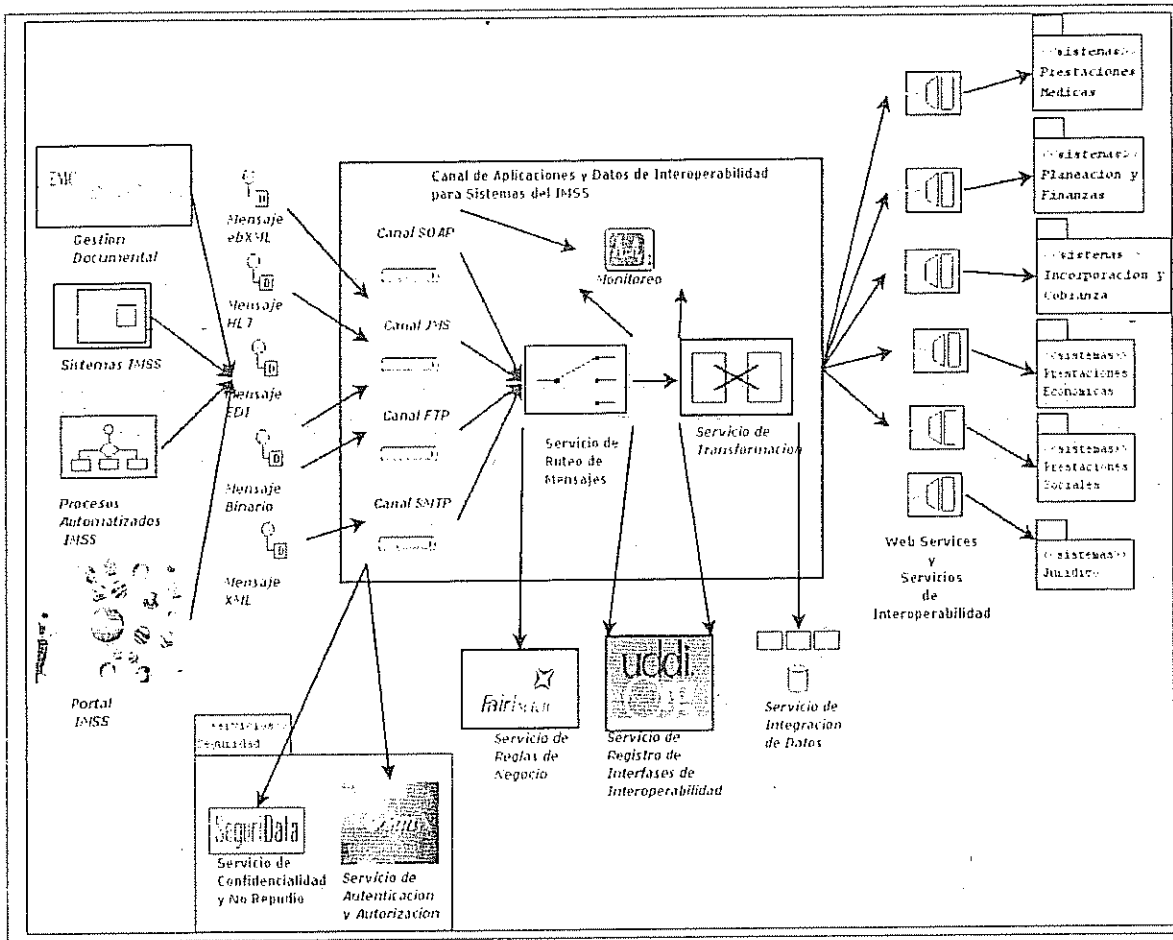 EMC
Gestion
Documental
Sistemas IMSS
Procesos
Automatizados
IMSS
Portal
IMSS
Mensaje
ebXML
Mensaje
HL7
Mensaje
EDI
Mensaje
Binario
Mensaje
XML
Canal de Aplicaciones y Datos de Interoperabilidad
para Sistemas del IMSS
Canal SOAP
Canal JMS
Canal FTP
Canal SMTP
Monitoreo
Servicio de
Ruteo de
Mensajes
Servicio de
Transformacion
Seguridad
SeguriData
Servicio de
Confidencialidad
y No Repudio
Servicio de
Autenticacion
y Autorizacion
Servicio de
Reglas de
Negocio
uddi
Servicio de
Registro de
Interfases de
Interoperabilidad
Servicio de
Integracion
de Datos
Web Services
y
Servicios
de
Interoperabilidad
<<sistemas>>
Prestaciones
Medicas
<<sistemas>>
Planeacion y
Finanzas
<<sistemas>>
Incorporacion y
Cobranza
<<sistemas>>
Prestaciones
Economicas
<<sistemas>>
Prestaciones
Sociales
<<sistemas>>
Juridico